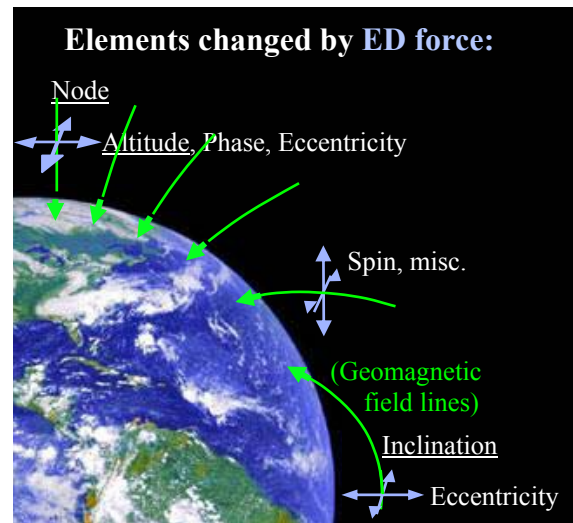 Elements changed by ED force:
Node
Altitude, Phase, Eccentricity
Spin, misc.
(Geomagnetic
field lines)
Inclination
Eccentricity